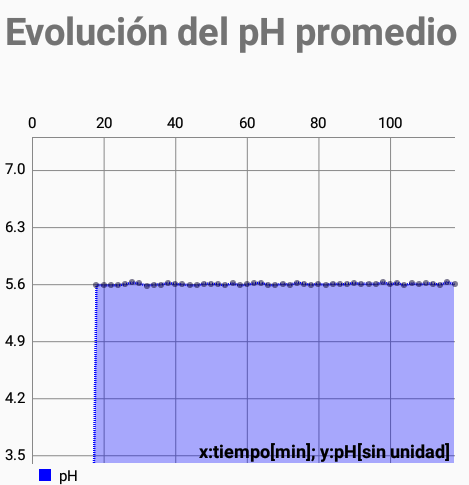 Evolución del pH promedio
0 20 40 60 80 100
7.0
6.3
5.6
4.9
4.2
3.5
x:tiempo[min]; y:pH[sin unidad]
pH